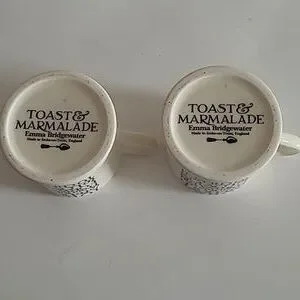 TOAST&
MARMALADE
Emma Bridgewater
Made in Stoke-on-Trent, England
TOAST&
MARMALADE
Emma Bridgewater
Made in Stoke-on-Trent, England